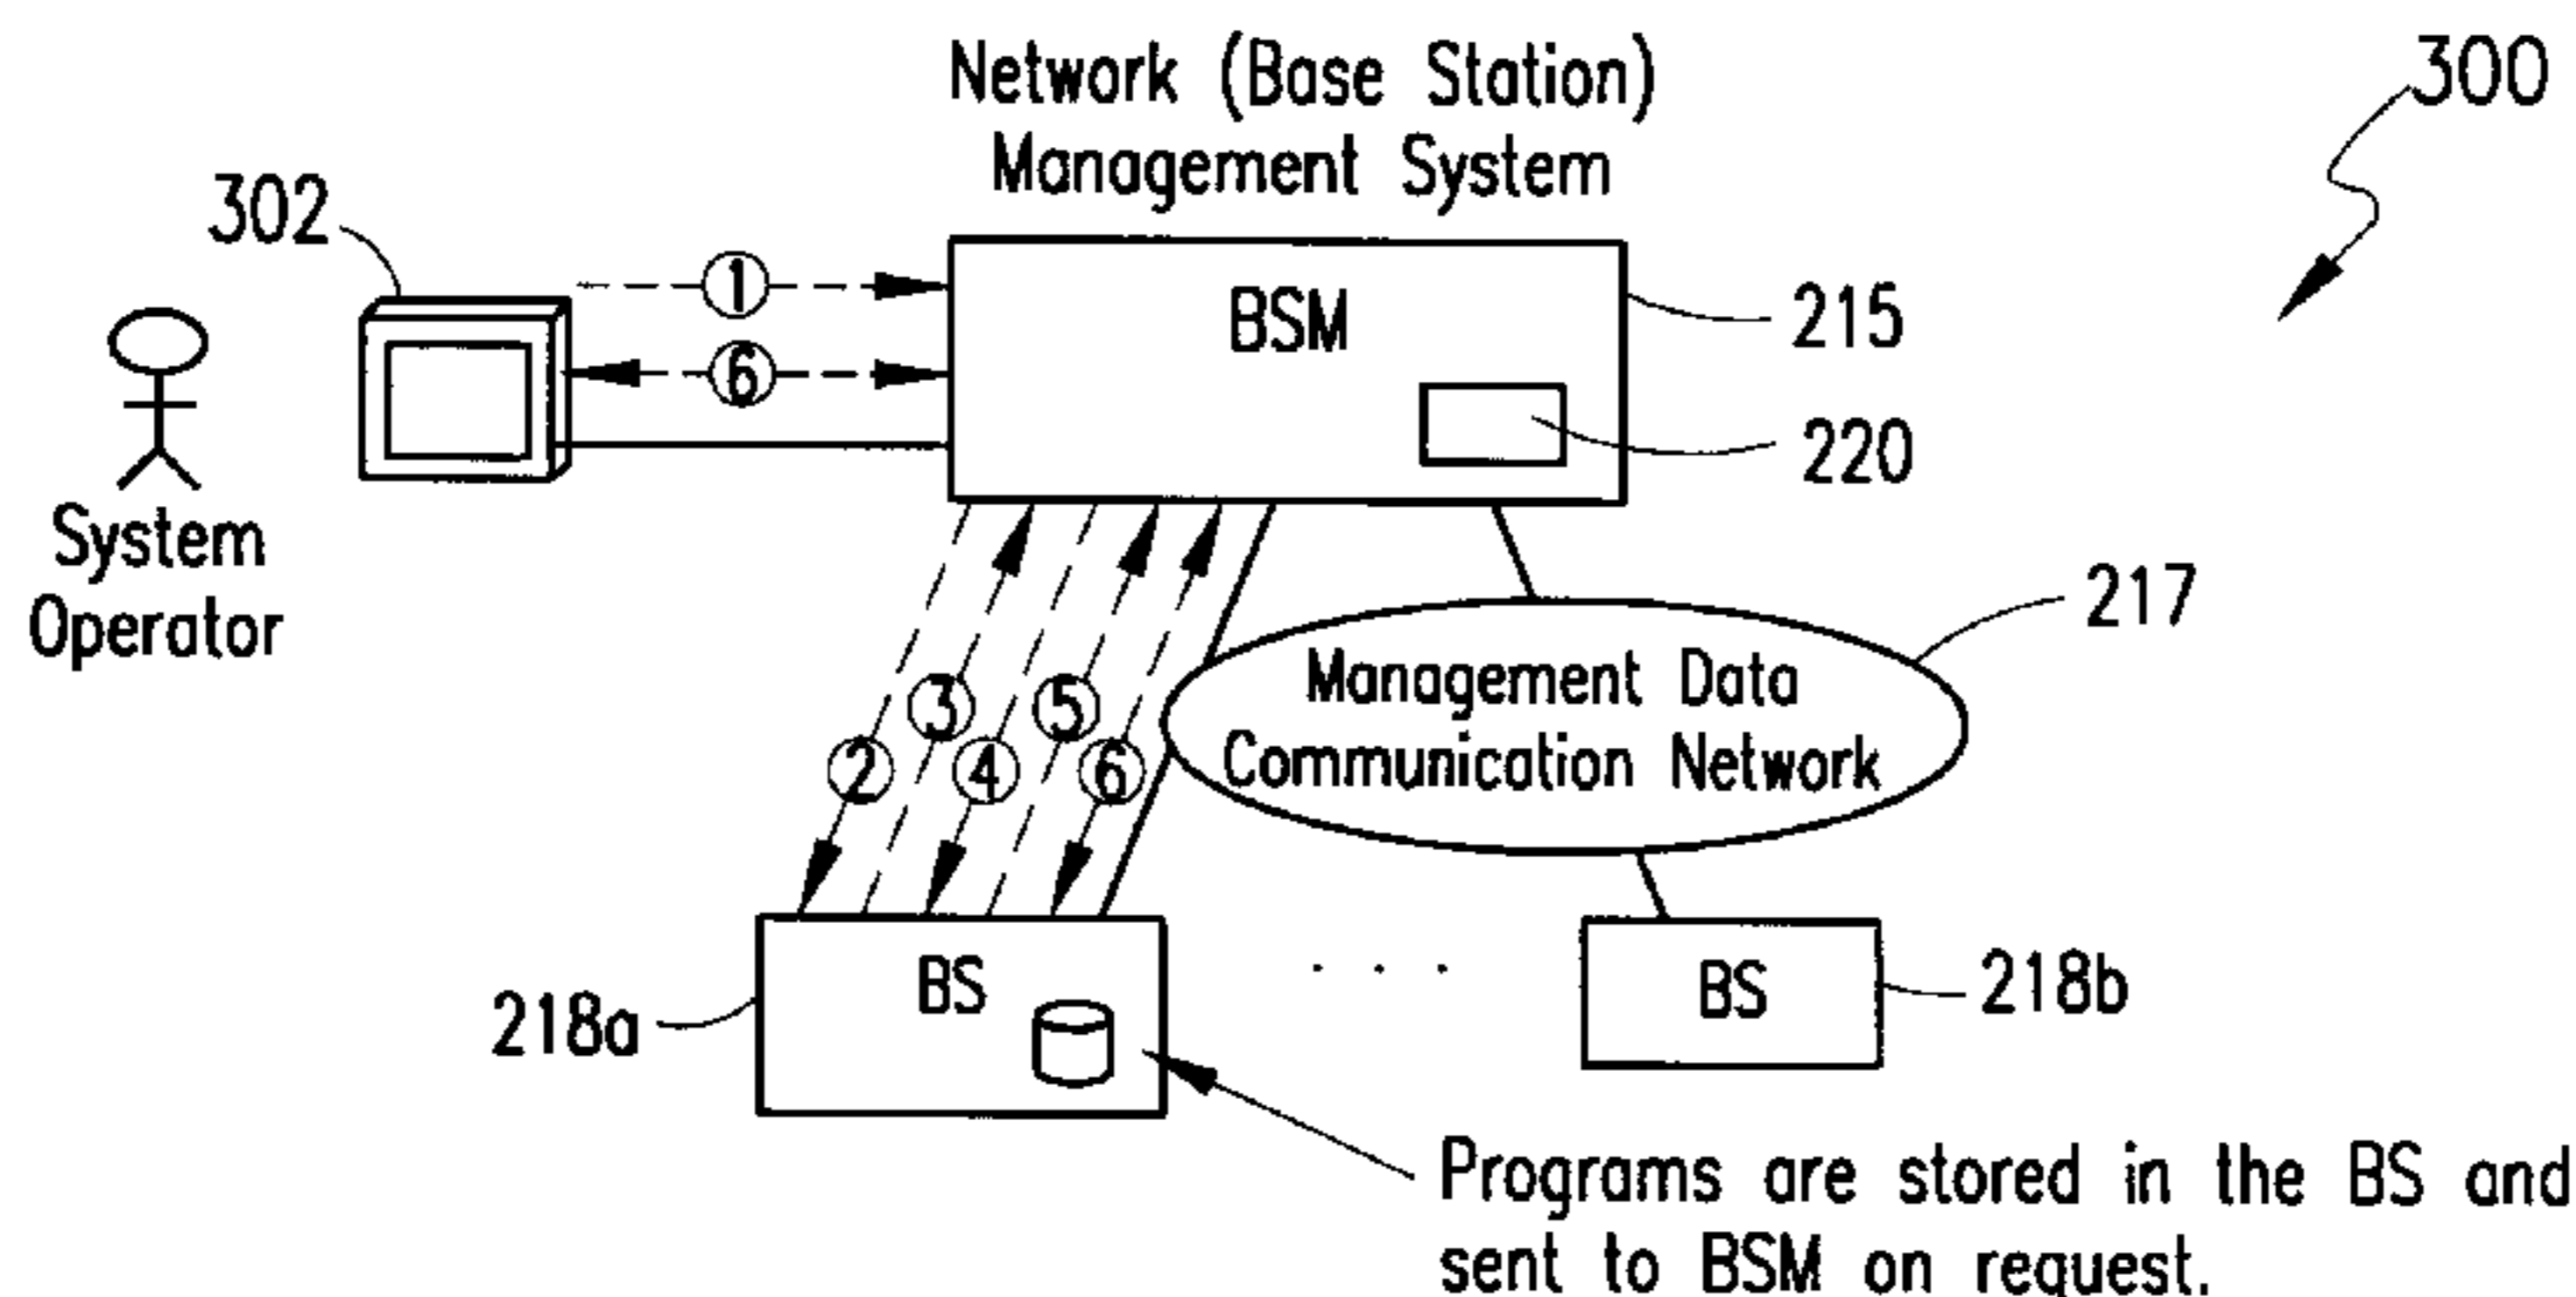 Network (Base Station)
Management System
300
302
1
6
BSM
215
220
System
Operator
217
Management Data
Communication Network
3
5
2
4
6
BS
218a
. . .
BS
218b
Programs are stored in the BS and
sent to BSM on request.